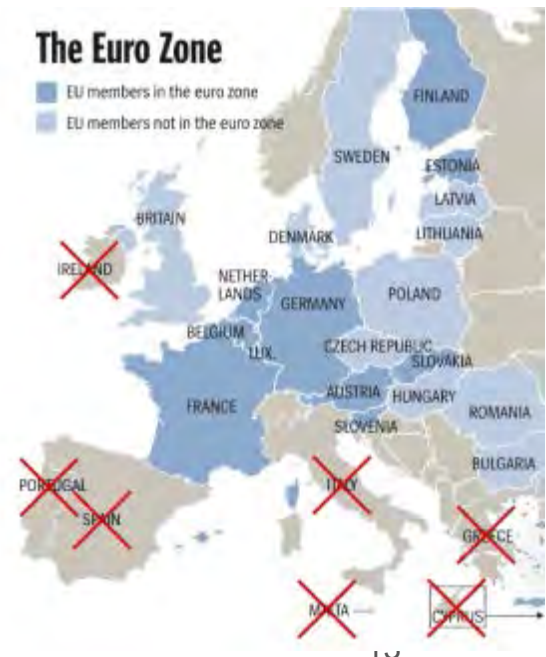 The Euro Zone
EU members in the euro zone
EU members not in the euro zone
FINLAND
SWEDEN
ESTONIA
LATVIA
BRITAIN
LITHUANIA
DENMARK
IRELAND
NETHER-
LANDS
POLAND
GERMANY
BELGIUM
LUX.
CZECH REPUBLIC
SLOVAKIA
AUSTRIA
HUNGARY
FRANCE
ROMANIA
SLOVENIA
BULGARIA
PORTUGAL
ITALY
SPAIN
GREECE
MALTA
CYPRUS